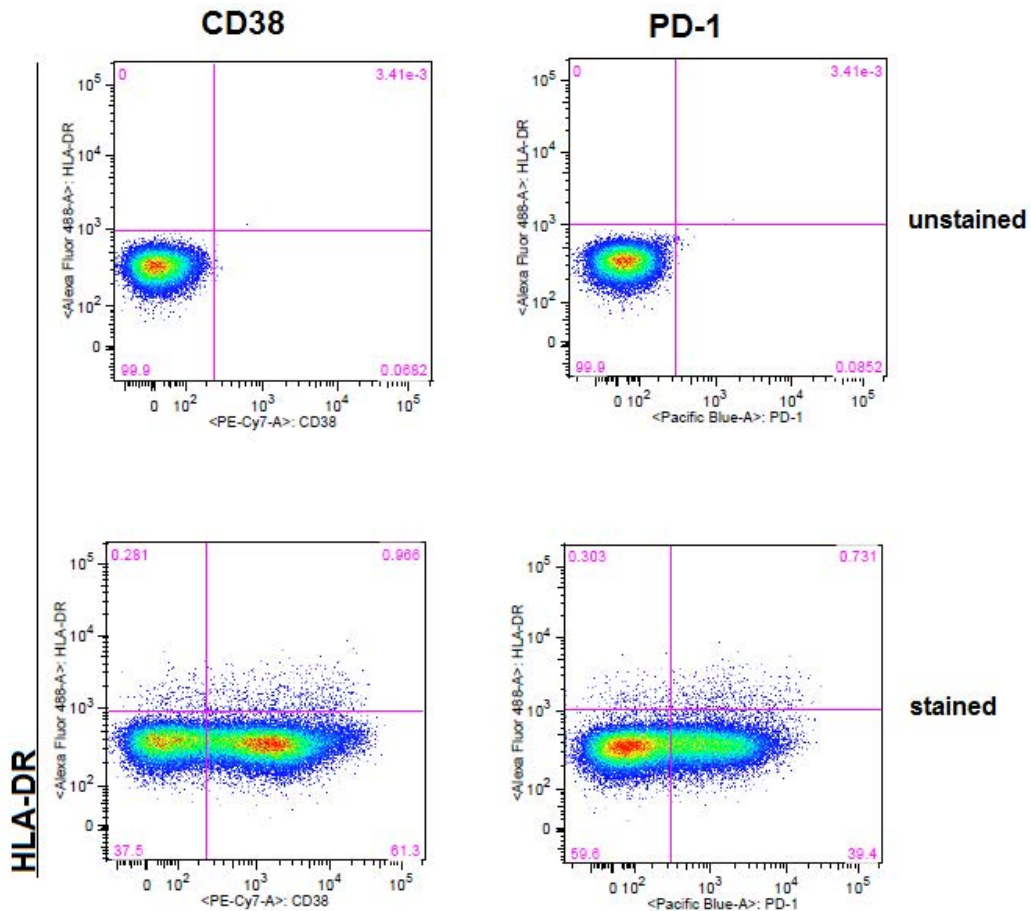 CD38
PD-1
0
3.41e-3
10^5
10^4
10^3
10^2
0
<Alexa Fluor 488-A>: HLA-DR
99.9
0.0682
0 10^2 10^3 10^4 10^5
<PE-Cy7-A>: CD38
0
3.41e-3
10^5
10^4
10^3
10^2
0
<Alexa Fluor 488-A>: HLA-DR
99.9
0.0852
0 10^2 10^3 10^4 10^5
<Pacific Blue-A>: PD-1
unstained
HLA-DR
0.281
0.966
10^5
10^4
10^3
10^2
0
<Alexa Fluor 488-A>: HLA-DR
37.5
61.3
0 10^2 10^3 10^4 10^5
<PE-Cy7-A>: CD38
0.303
0.731
10^5
10^4
10^3
10^2
0
<Alexa Fluor 488-A>: HLA-DR
59.6
39.4
0 10^2 10^3 10^4 10^5
<Pacific Blue-A>: PD-1
stained